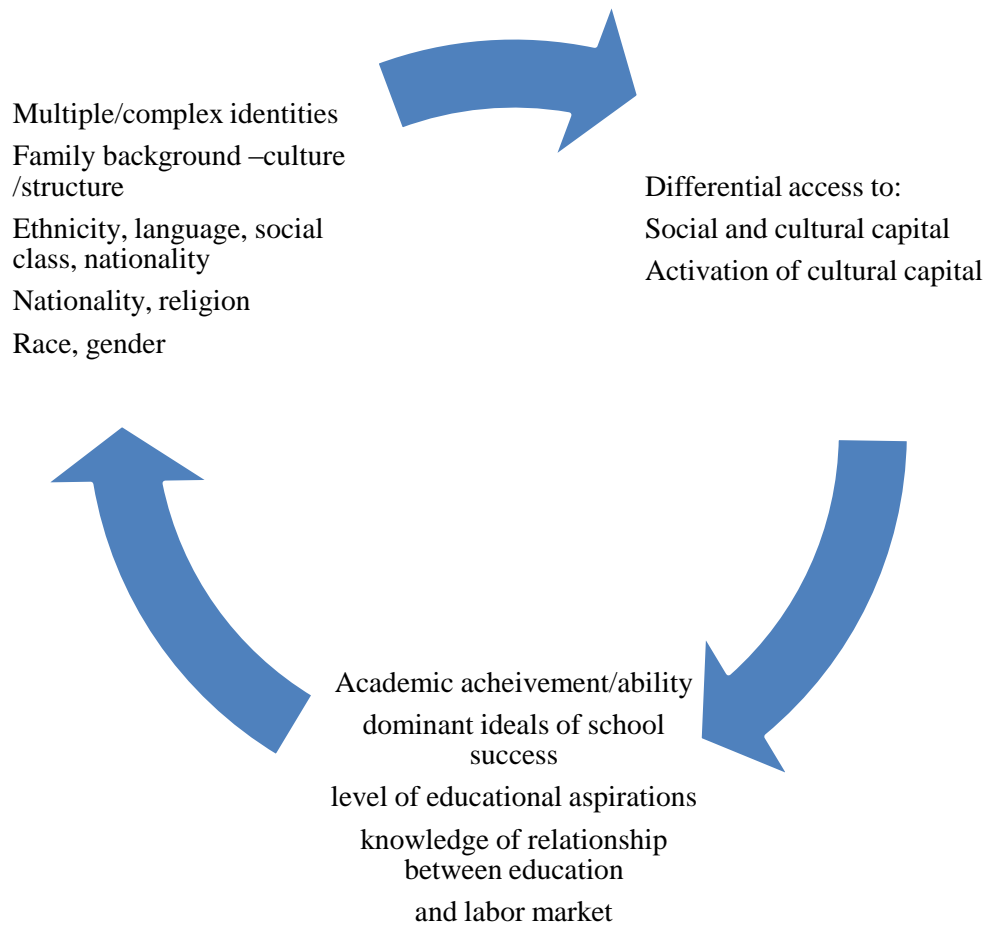 Multiple/complex identities
Family background –culture
/structure
Ethnicity, language, social
class, nationality
Nationality, religion
Race, gender
Differential access to:
Social and cultural capital
Activation of cultural capital
Academic acheivement/ability
dominant ideals of school
success
level of educational aspirations
knowledge of relationship
between education
and labor market